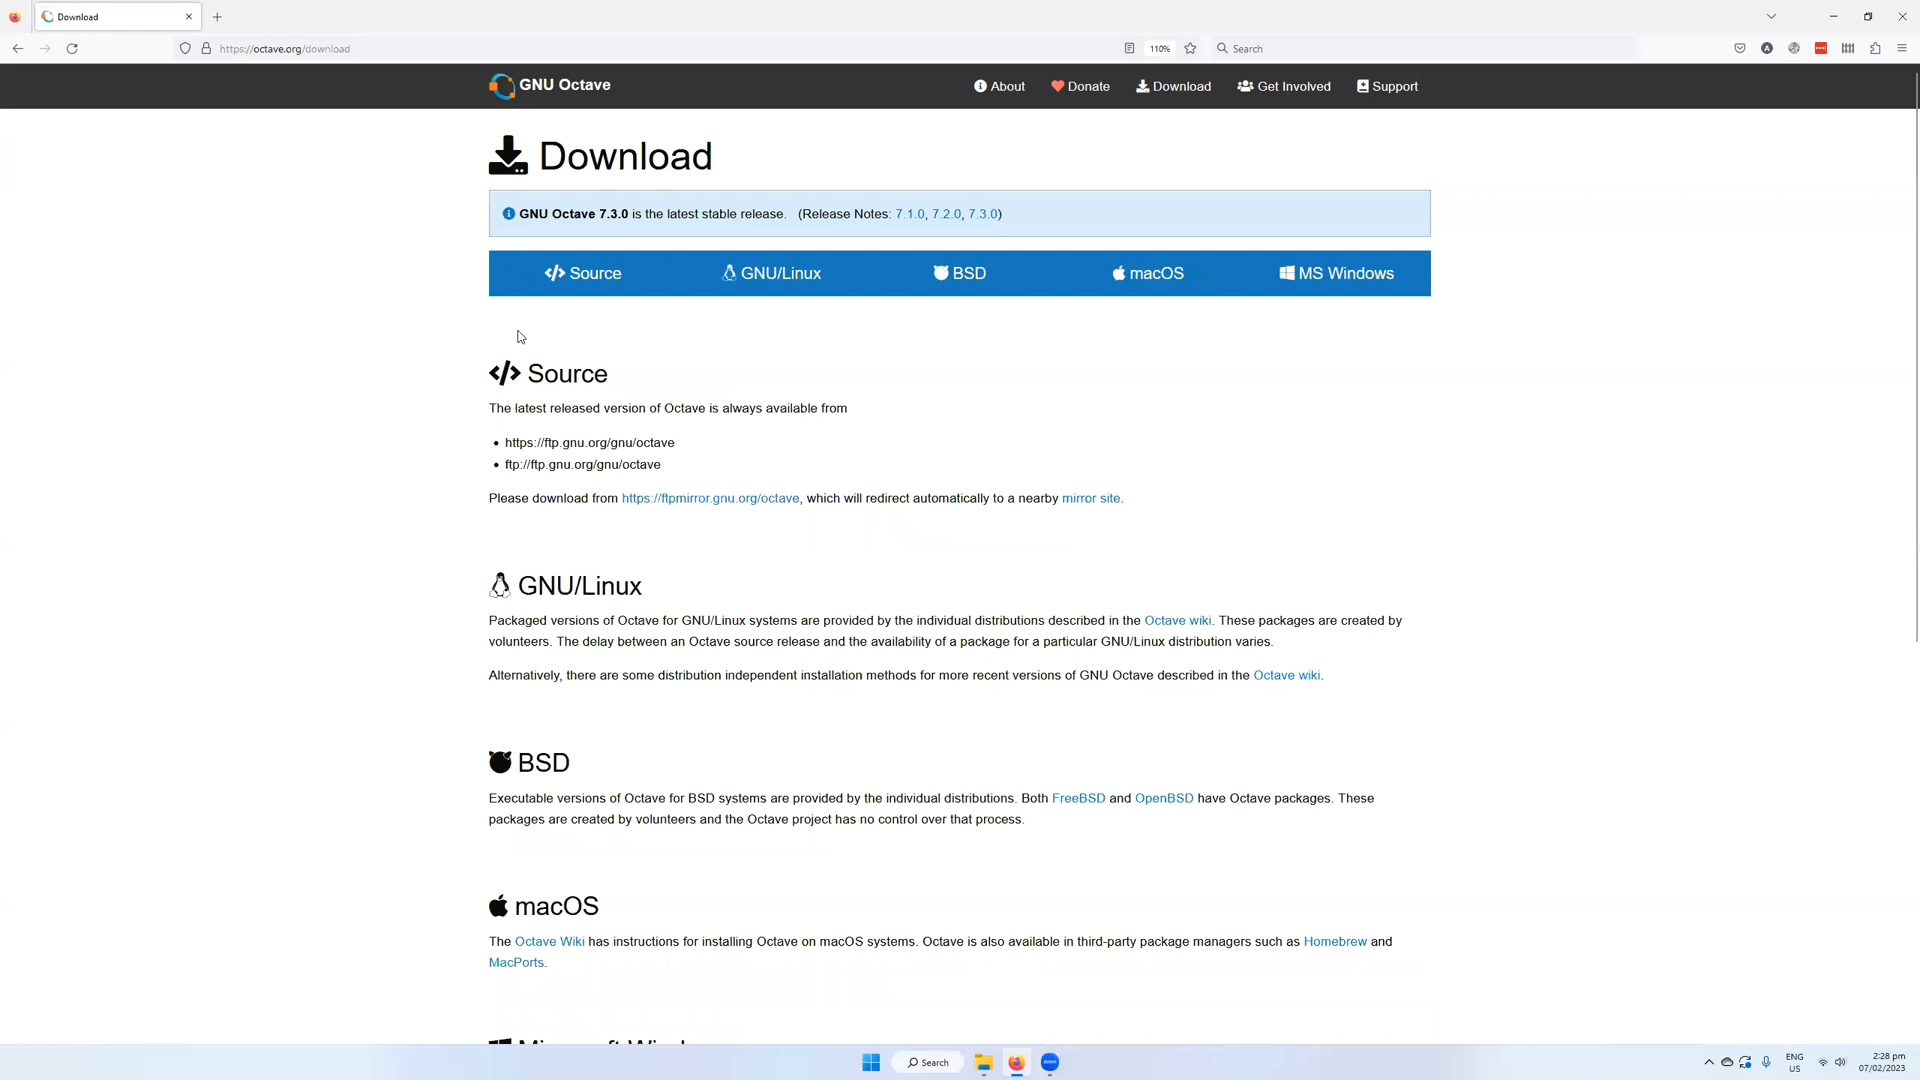 Download
https://octave.org/download
110%
Search
GNU Octave
About
Donate
Download
Get Involved
Support
Download
GNU Octave 7.3.0 is the latest stable release. (Release Notes: 7.1.0, 7.2.0, 7.3.0)
Source
GNU/Linux
BSD
macOS
MS Windows
Source
The latest released version of Octave is always available from
https://ftp.gnu.org/gnu/octave
ftp://ftp.gnu.org/gnu/octave
Please download from https://ftpmirror.gnu.org/octave, which will redirect automatically to a nearby mirror site.
GNU/Linux
Packaged versions of Octave for GNU/Linux systems are provided by the individual distributions described in the Octave wiki. These packages are created by
volunteers. The delay between an Octave source release and the availability of a package for a particular GNU/Linux distribution varies.
Alternatively, there are some distribution independent installation methods for more recent versions of GNU Octave described in the Octave wiki.
BSD
Executable versions of Octave for BSD systems are provided by the individual distributions. Both FreeBSD and OpenBSD have Octave packages. These
packages are created by volunteers and the Octave project has no control over that process.
macOS
The Octave Wiki has instructions for installing Octave on macOS systems. Octave is also available in third-party package managers such as Homebrew and
MacPorts.
Search
ENG
US
2:28 pm
07/02/2023